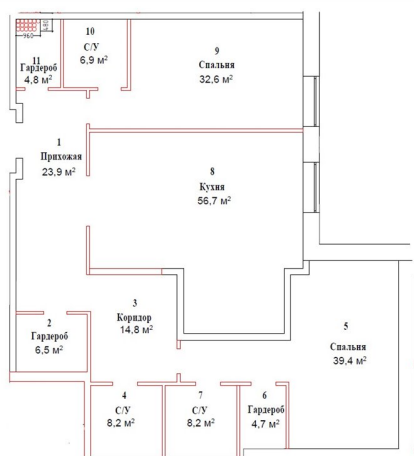 480
960
10
С/У
6,9 м²
11
Гардероб
4,8 м²
9
Спальня
32,6 м²
1
Прихожая
23,9 м²
8
Кухня
56,7 м²
3
Коридор
14,8 м²
2
Гардероб
6,5 м²
5
Спальня
39,4 м²
4
С/У
8,2 м²
7
С/У
8,2 м²
6
Гардероб
4,7 м²